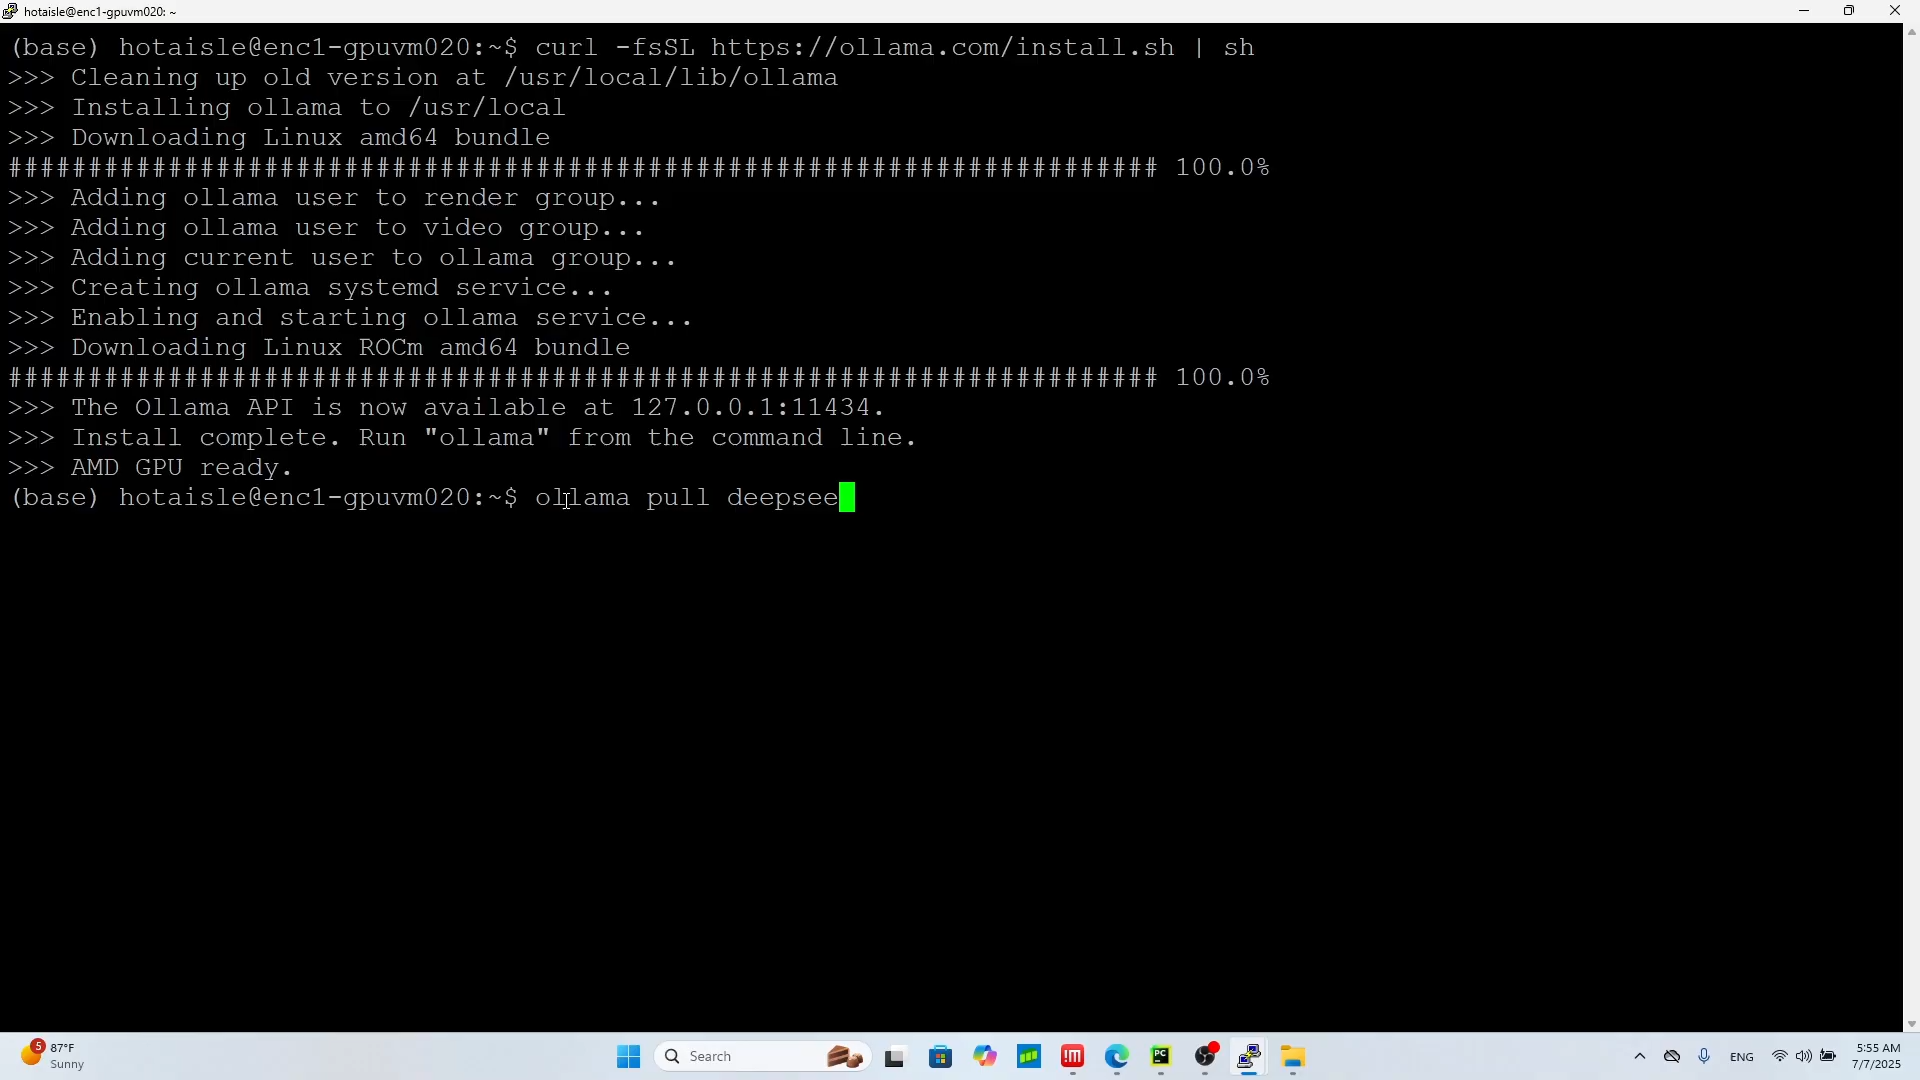 hotaisle@enc1-gpuvm020: ~
(base) hotaisle@enc1-gpuvm020:~$ curl -fsSL https://ollama.com/install.sh | sh
>>> Cleaning up old version at /usr/local/lib/ollama
>>> Installing ollama to /usr/local
>>> Downloading Linux amd64 bundle
######################################################################## 100.0%
>>> Adding ollama user to render group...
>>> Adding ollama user to video group...
>>> Adding current user to ollama group...
>>> Creating ollama systemd service...
>>> Enabling and starting ollama service...
>>> Downloading Linux ROCm amd64 bundle
######################################################################## 100.0%
>>> The Ollama API is now available at 127.0.0.1:11434.
>>> Install complete. Run "ollama" from the command line.
>>> AMD GPU ready.
(base) hotaisle@enc1-gpuvm020:~$ ollama pull deepsee
5
87°F
Sunny
Search
PC
ENG
5:55 AM
7/7/2025